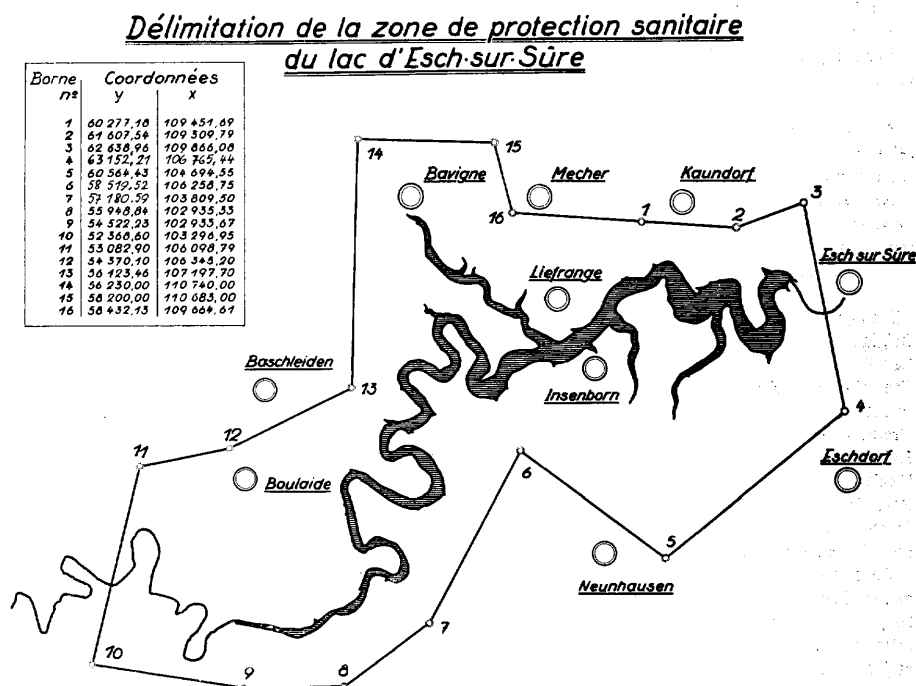 Délimitation de la zone de protection sanitaire
du lac d'Esch-sur-Sûre
Borne Coordonnées
nº y x
1 60 277,18 109 451,69
2 61 607,54 109 309,79
3 62 638,96 109 666,08
4 63 152,21 106 765,44
5 60 564,43 104 694,55
6 58 519,52 106 258,75
7 57 180,59 103 809,50
8 55 948,84 102 935,33
9 54 522,23 102 933,67
10 52 368,60 103 296,95
11 53 082,90 106 098,79
12 54 370,10 106 345,20
13 56 123,46 107 197,70
14 56 230,00 110 740,00
15 58 200,00 110 683,00
16 58 432,13 109 664,61
14
15
Bavigne
Mecher
Kaundorf
3
16
1
2
Esch sur Sûre
Liefrange
Baschleiden
13
Insenborn
4
12
11
6
Eschdorf
Boulaide
5
Neunhausen
7
10
9
8